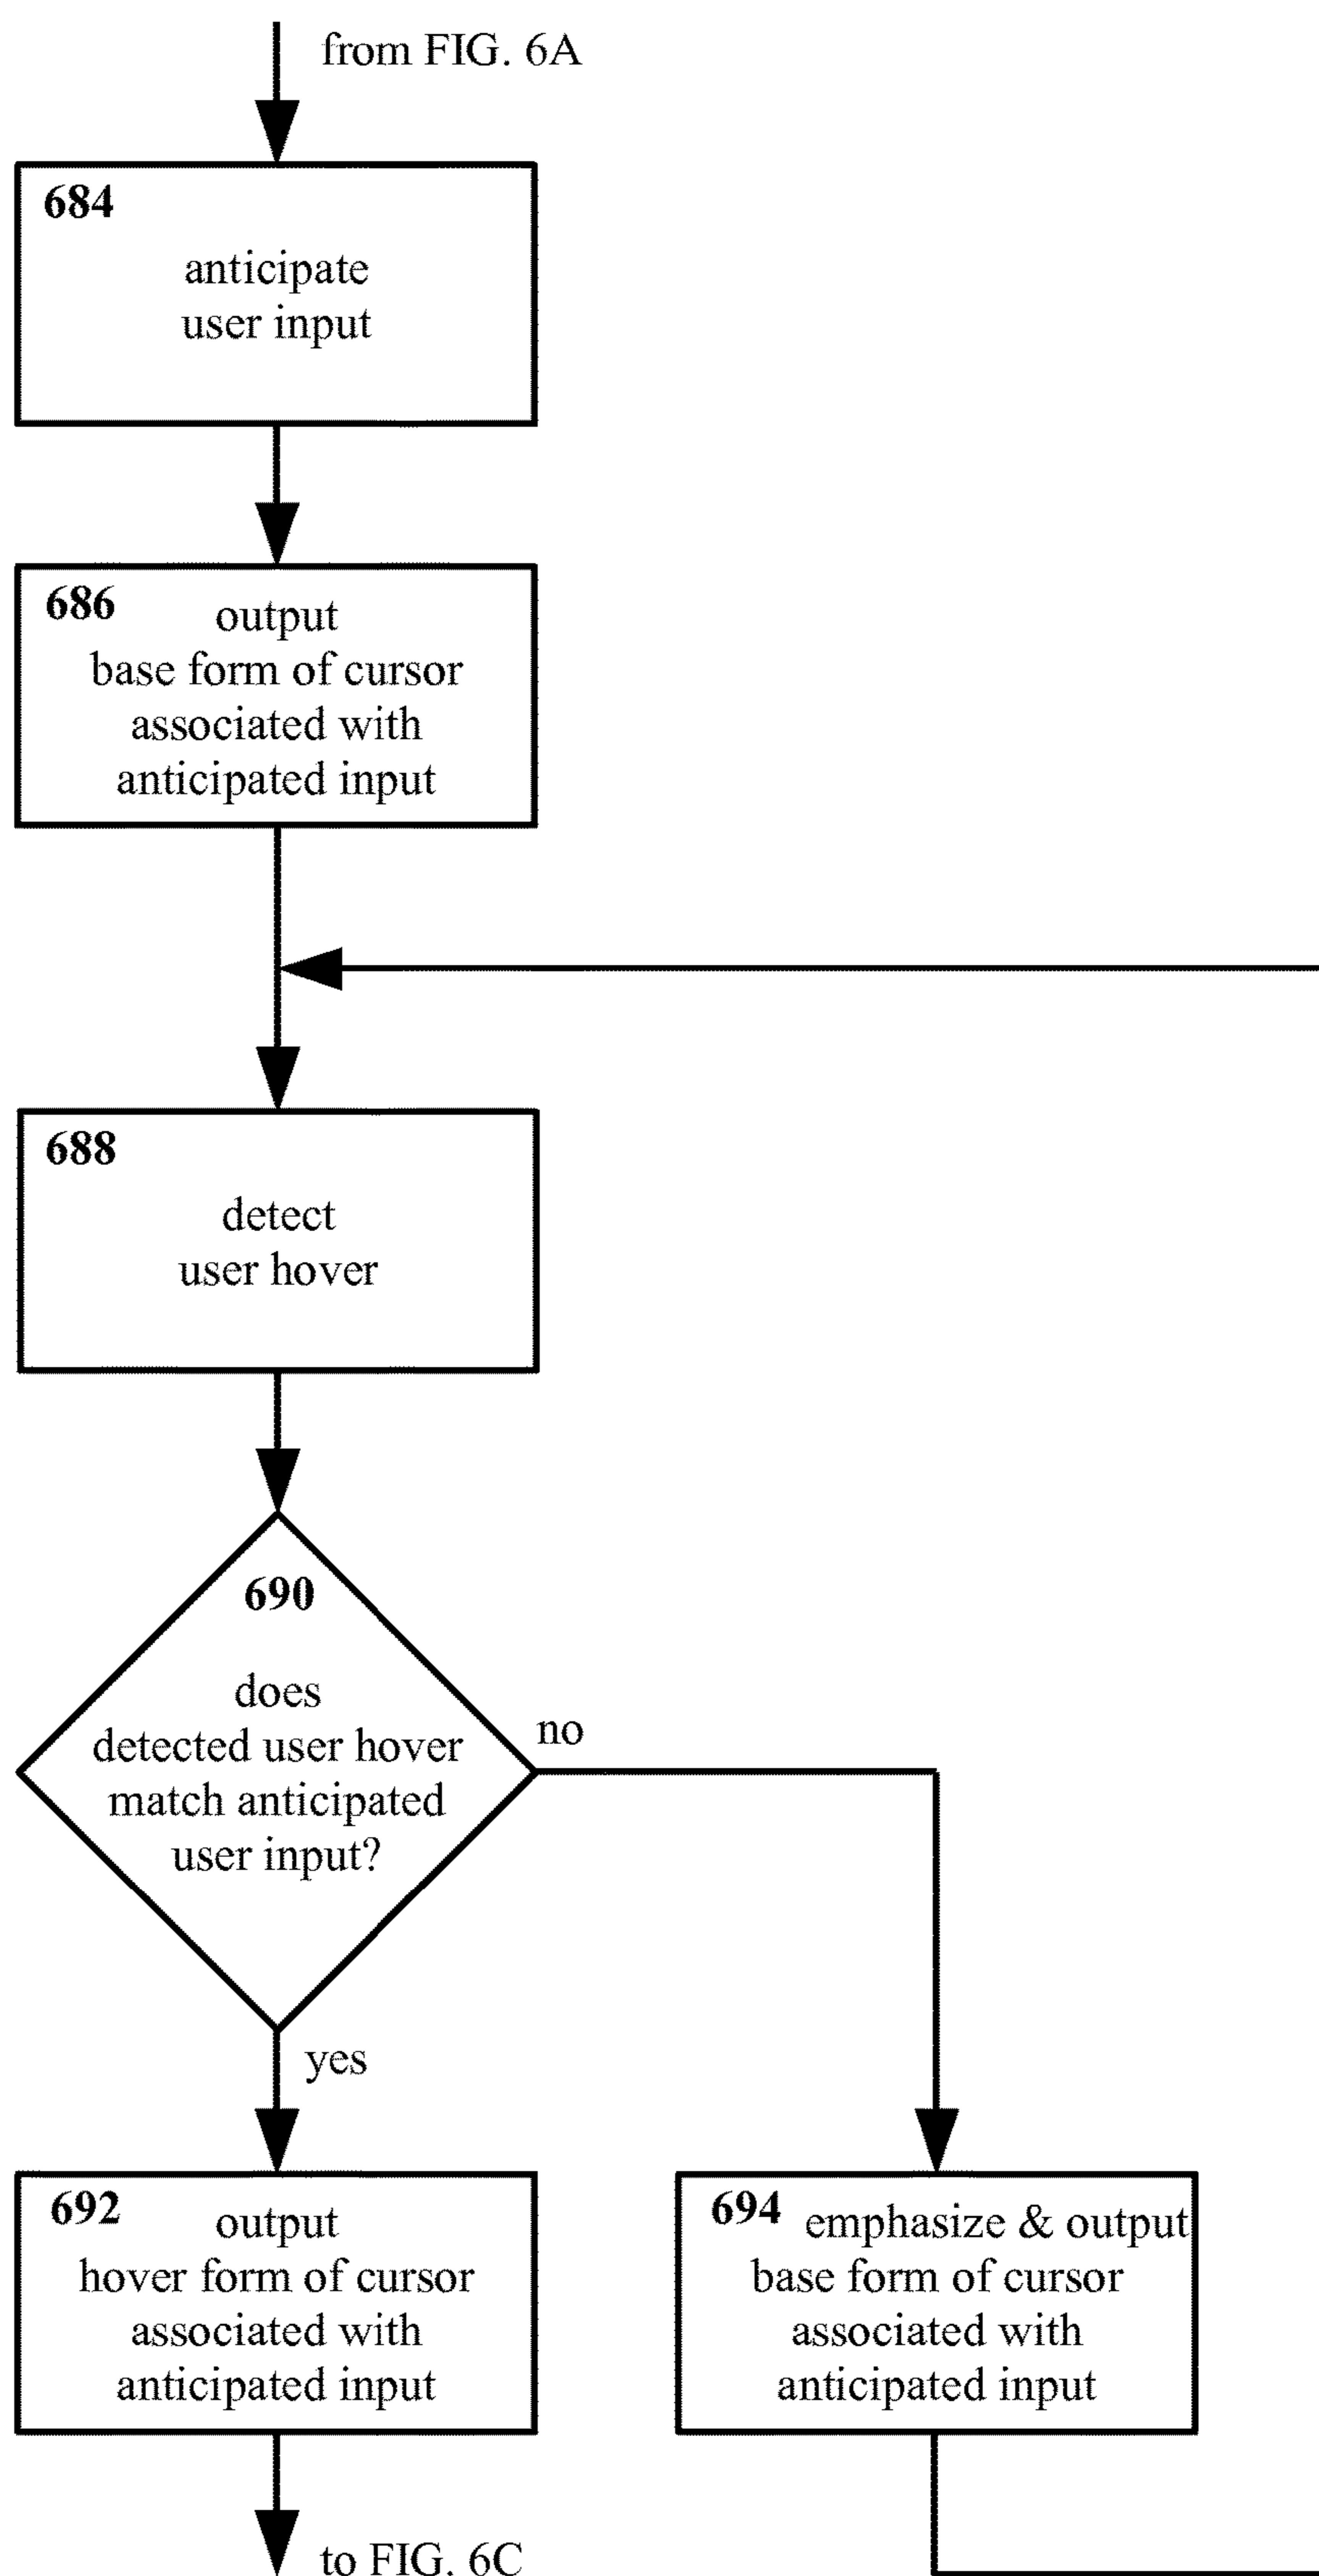 from FIG. 6A
684
anticipate
user input
686
output
base form of cursor
associated with
anticipated input
688
detect
user hover
690
does
detected user hover
match anticipated
user input?
no
yes
692
output
hover form of cursor
associated with
anticipated input
694
emphasize & output
base form of cursor
associated with
anticipated input
to FIG. 6C